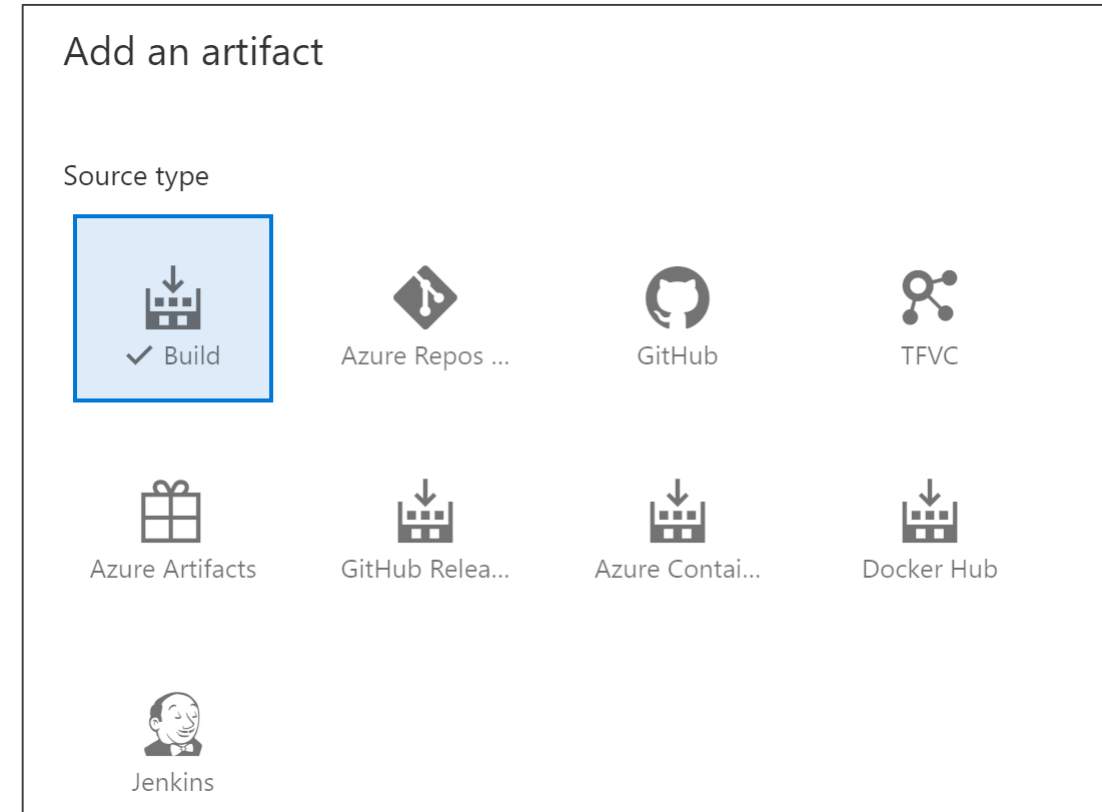 Add an artifact
Source type
Build
Azure Repos ...
GitHub
TFVC
Azure Artifacts
GitHub Relea...
Azure Contai...
Docker Hub
Jenkins